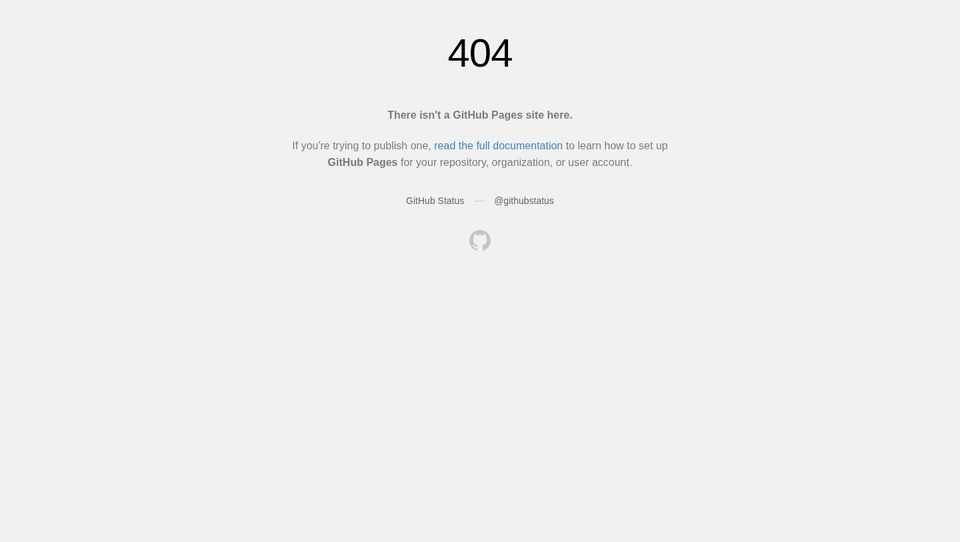 404
There isn't a GitHub Pages site here.
If you're trying to publish one, read the full documentation to learn how to set up
GitHub Pages for your repository, organization, or user account.
GitHub Status — @githubstatus